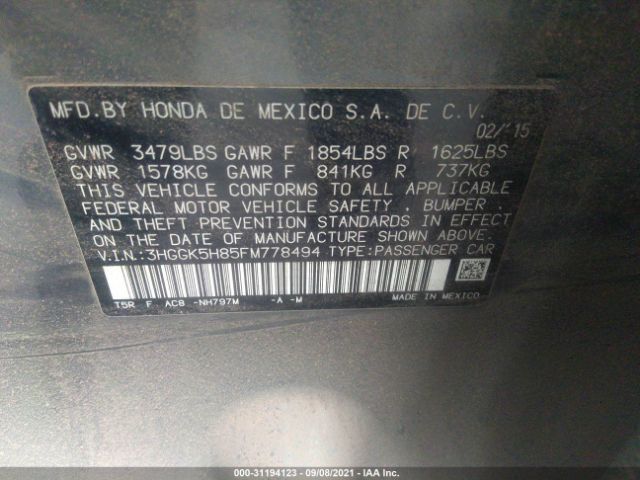 MFD.BY HONDA DE MEXICO S.A. DE C.V.
02/'15
GVWR 3479LBS GAWR F 1854LBS R 1625LBS
GVWR 1578KG GAWR F 841KG R 737KG
THIS VEHICLE CONFORMS TO ALL APPLICABLE
FEDERAL MOTOR VEHICLE SAFETY , BUMPER ,
AND THEFT PREVENTION STANDARDS IN EFFECT
ON THE DATE OF MANUFACTURE SHOWN ABOVE.
V.I.N.:3HGGK5H85FM778494 TYPE:PASSENGER CAR
T5R F AC8 -NH797M -A -M
MADE IN MEXICO
000-31194123 - 09/08/2021 - IAA Inc.